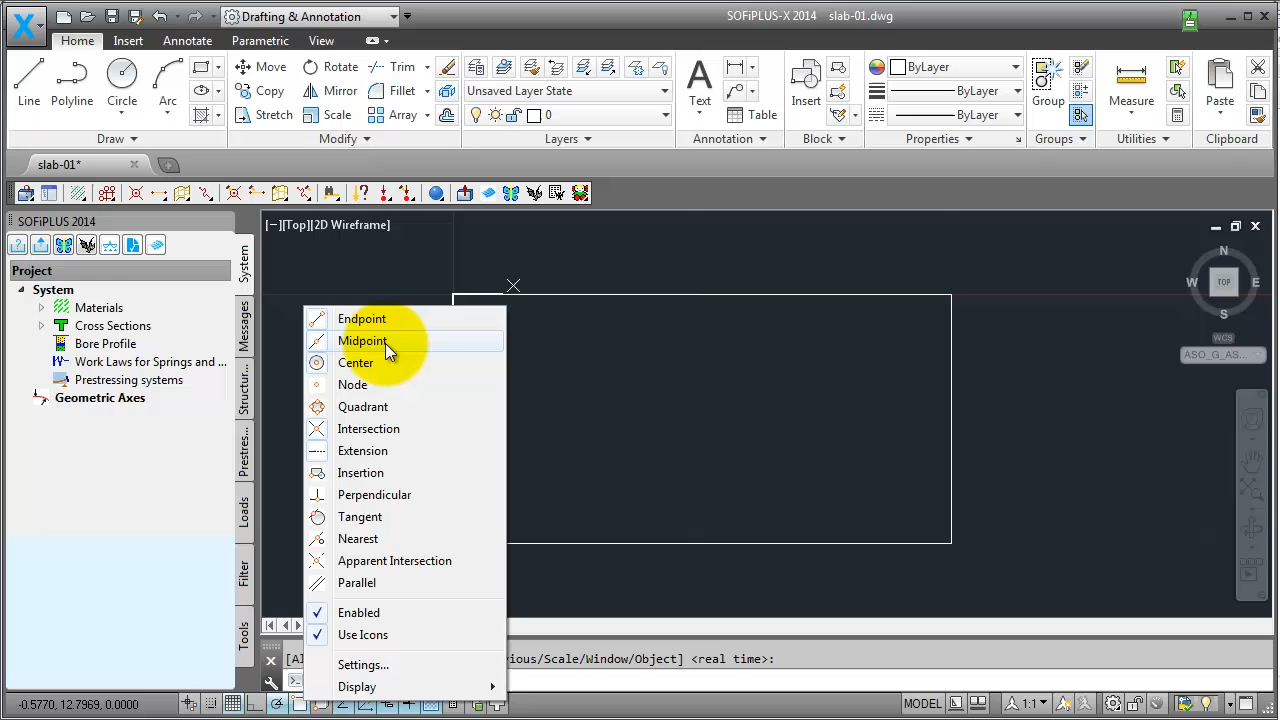 X
Drafting & Annotation
SOFiPLUS-X 2014 slab-01.dwg
Home Insert Annotate Parametric View
Line Polyline Circle Arc
Move Rotate Trim
Copy Mirror Fillet
Stretch Scale Array
Unsaved Layer State
0
A Text
Table
Insert
ByLayer
ByLayer
ByLayer
Group
Measure
Paste
Draw Modify Layers Annotation Block Properties Groups Utilities Clipboard
slab-01*
SOFiPLUS 2014
Project
System
Materials
Cross Sections
Bore Profile
Work Laws for Springs and ...
Prestressing systems
Geometric Axes
System
Messages
Structur...
Prestres...
Loads
Filter
Tools
[−][Top][2D Wireframe]
N
W TOP E
S
WCS
ASO_G_AS...
Endpoint
Midpoint
Center
Node
Quadrant
Intersection
Extension
Insertion
Perpendicular
Tangent
Nearest
Apparent Intersection
Parallel
Enabled
Use Icons
Settings...
Display
[Al
vious/Scale/Window/Object] <real time>:
-0.5770, 12.7969, 0.0000
MODEL
1:1